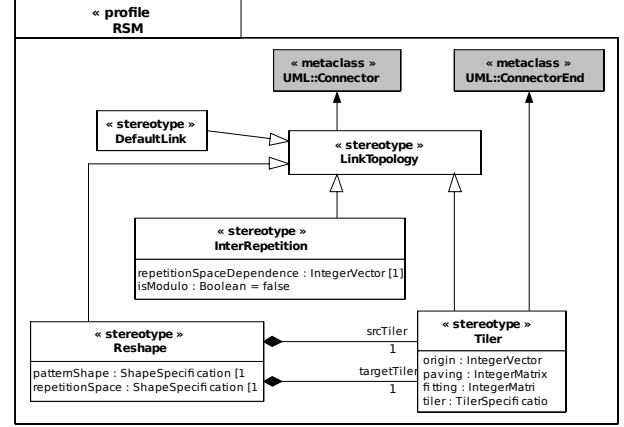 « profile
RSM
« metaclass »
UML::Connector
« metaclass »
UML::ConnectorEnd
« stereotype »
DefaultLink
« stereotype »
LinkTopology
« stereotype »
InterRepetition
repetitionSpaceDependence : IntegerVector [1]
isModulo : Boolean = false
« stereotype »
Reshape
patternShape : ShapeSpecification [1
repetitionSpace : ShapeSpecification [1
srcTiler
1
targetTiler
1
« stereotype »
Tiler
origin : IntegerVector
paving : IntegerMatrix
fitting : IntegerMatri
tiler : TilerSpecificatio